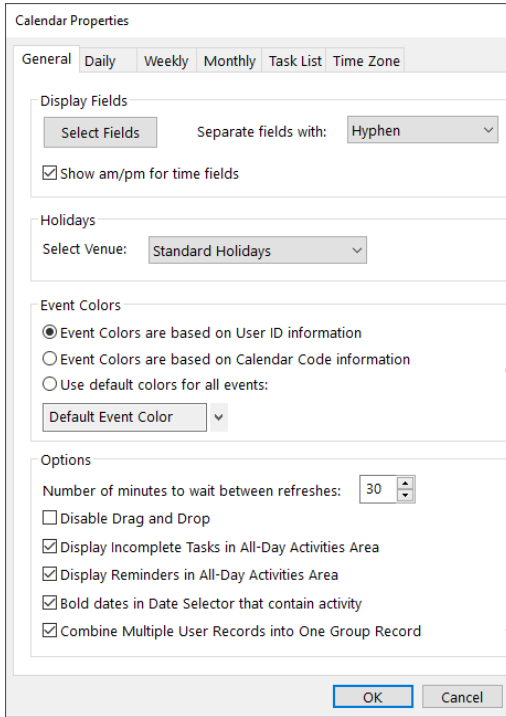 Calendar Properties
General Daily Weekly Monthly Task List Time Zone
Display Fields
Select Fields Separate fields with: Hyphen
Show am/pm for time fields
Holidays
Select Venue: Standard Holidays
Event Colors
Event Colors are based on User ID information
Event Colors are based on Calendar Code information
Use default colors for all events:
Default Event Color
Options
Number of minutes to wait between refreshes: 30
Disable Drag and Drop
Display Incomplete Tasks in All-Day Activities Area
Display Reminders in All-Day Activities Area
Bold dates in Date Selector that contain activity
Combine Multiple User Records into One Group Record
OK Cancel